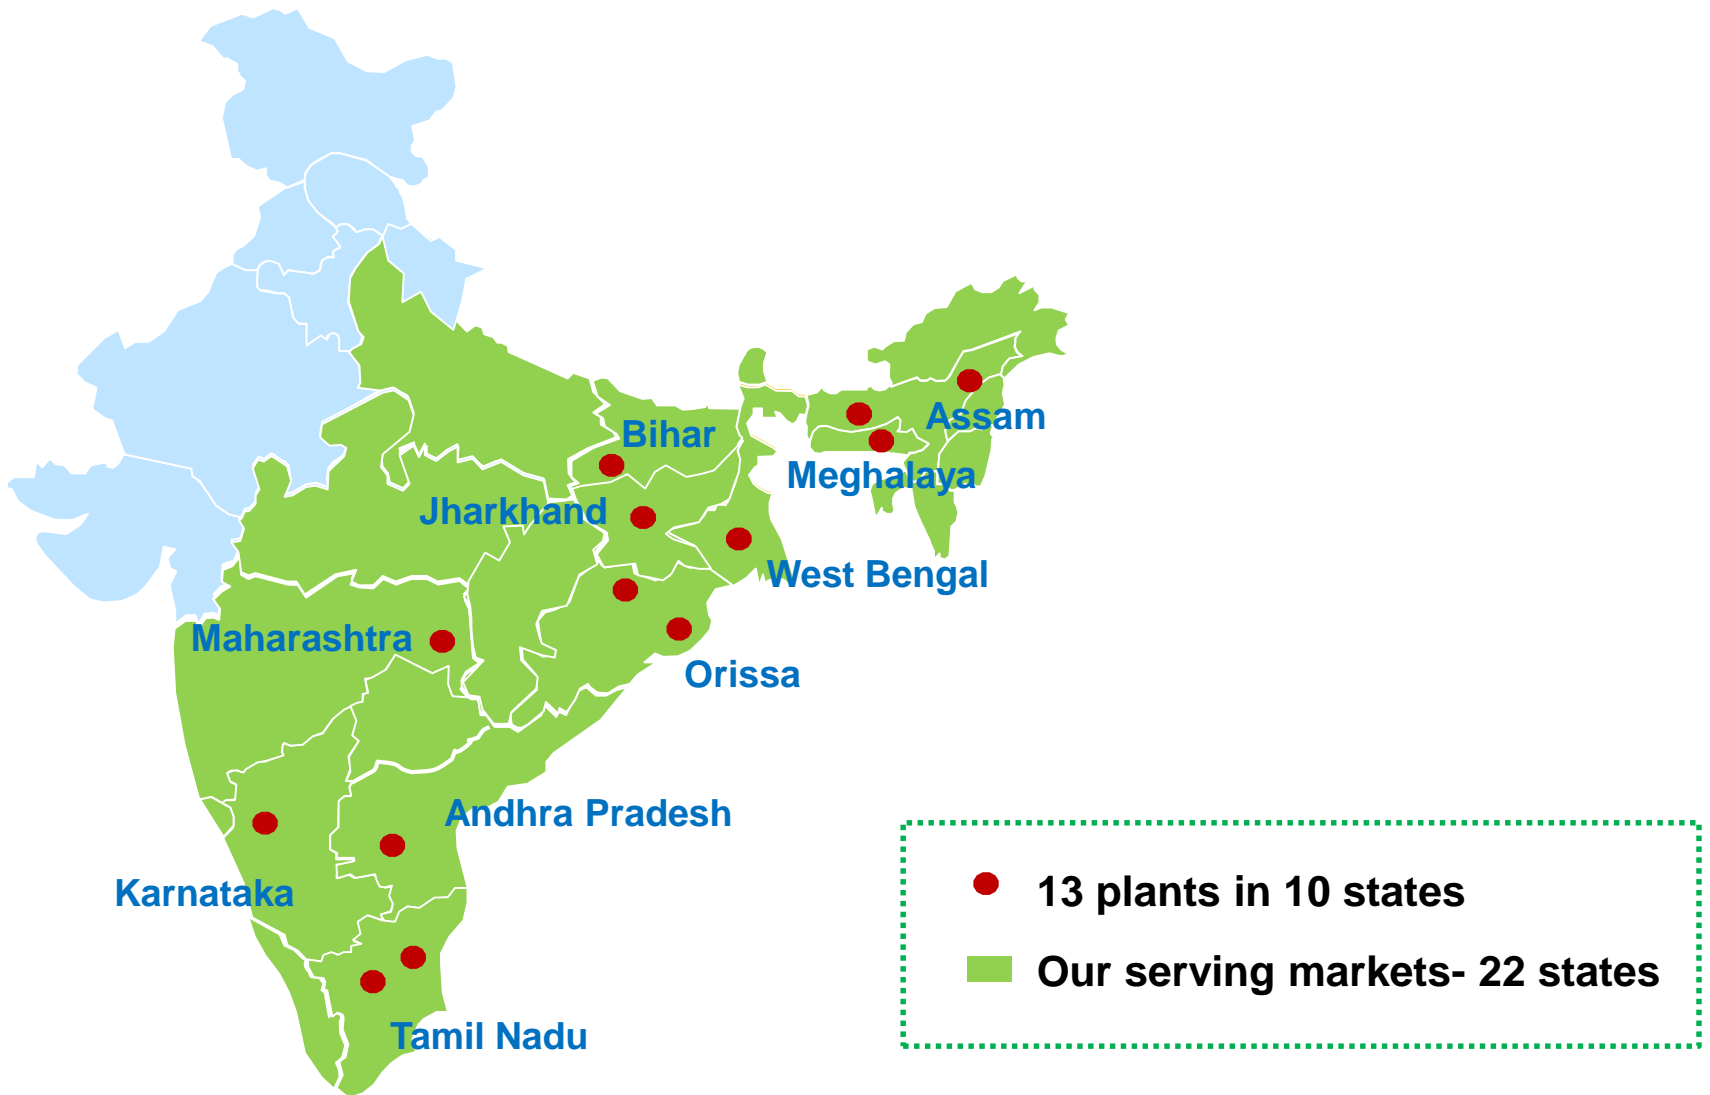 Bihar
Assam
Meghalaya
Jharkhand
West Bengal
Maharashtra
Orissa
Andhra Pradesh
Karnataka
Tamil Nadu
13 plants in 10 states
Our serving markets- 22 states